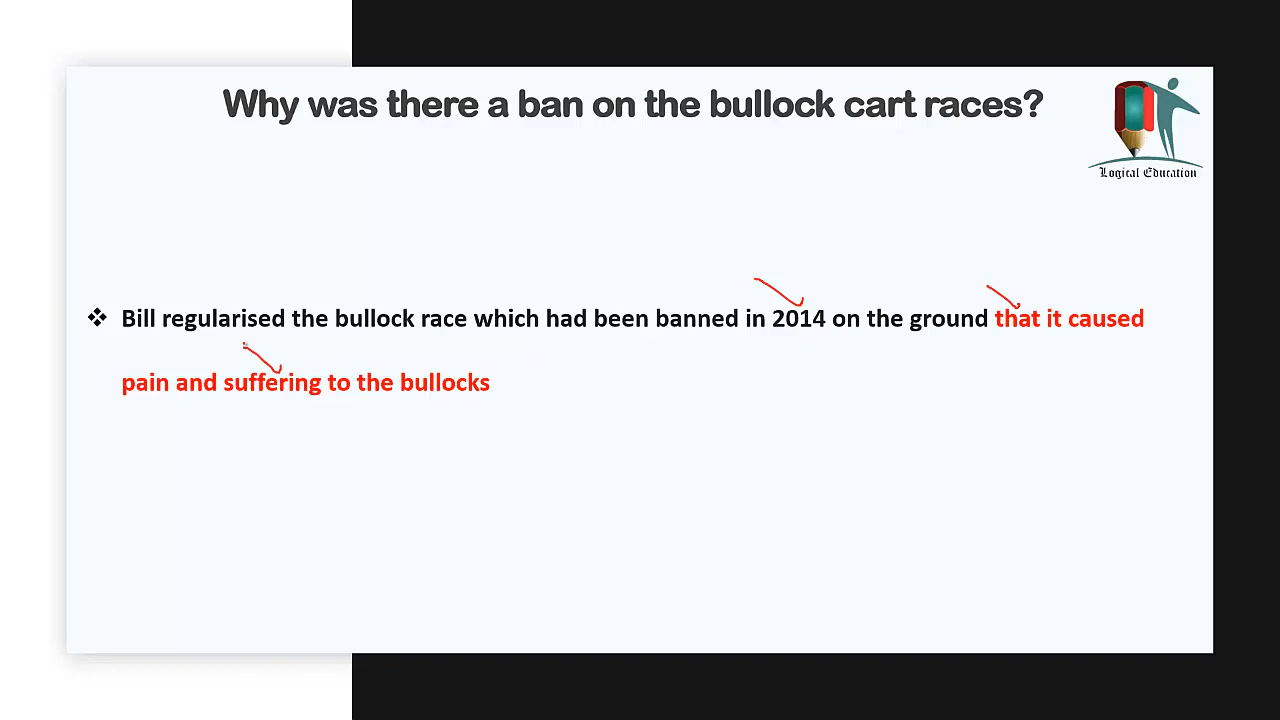 Why was there a ban on the bullock cart races?
Logical Education
❖ Bill regularised the bullock race which had been banned in 2014 on the ground that it caused
pain and suffering to the bullocks